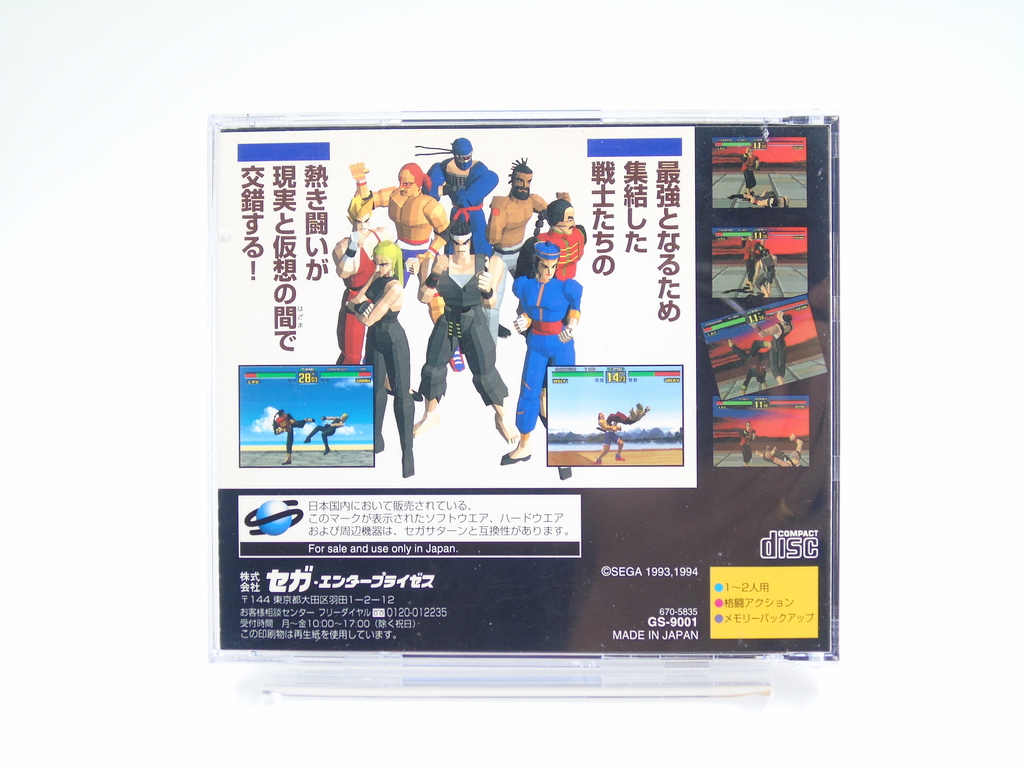 最強となるため
集結した
戦士たちの
熱き闘いが
現実と仮想の間で
はざま
交錯する!
28
14
日本国内において販売されている、
このマークが表示されたソフトウエア、ハードウエア
および周辺機器は、セガサターンと互換性があります。
For sale and use only in Japan.
株式会社 セガ・エンタープライゼス
〒144 東京都大田区羽田1-2-12
お客様相談センター フリーダイヤル 0120-012235
受付時間 月〜金10:00〜17:00 (除く祝日)
この印刷物は再生紙を使用しています。
©SEGA 1993,1994
670-5835
GS-9001
MADE IN JAPAN
COMPACT
disc
1〜2人用
格闘アクション
メモリーバックアップ